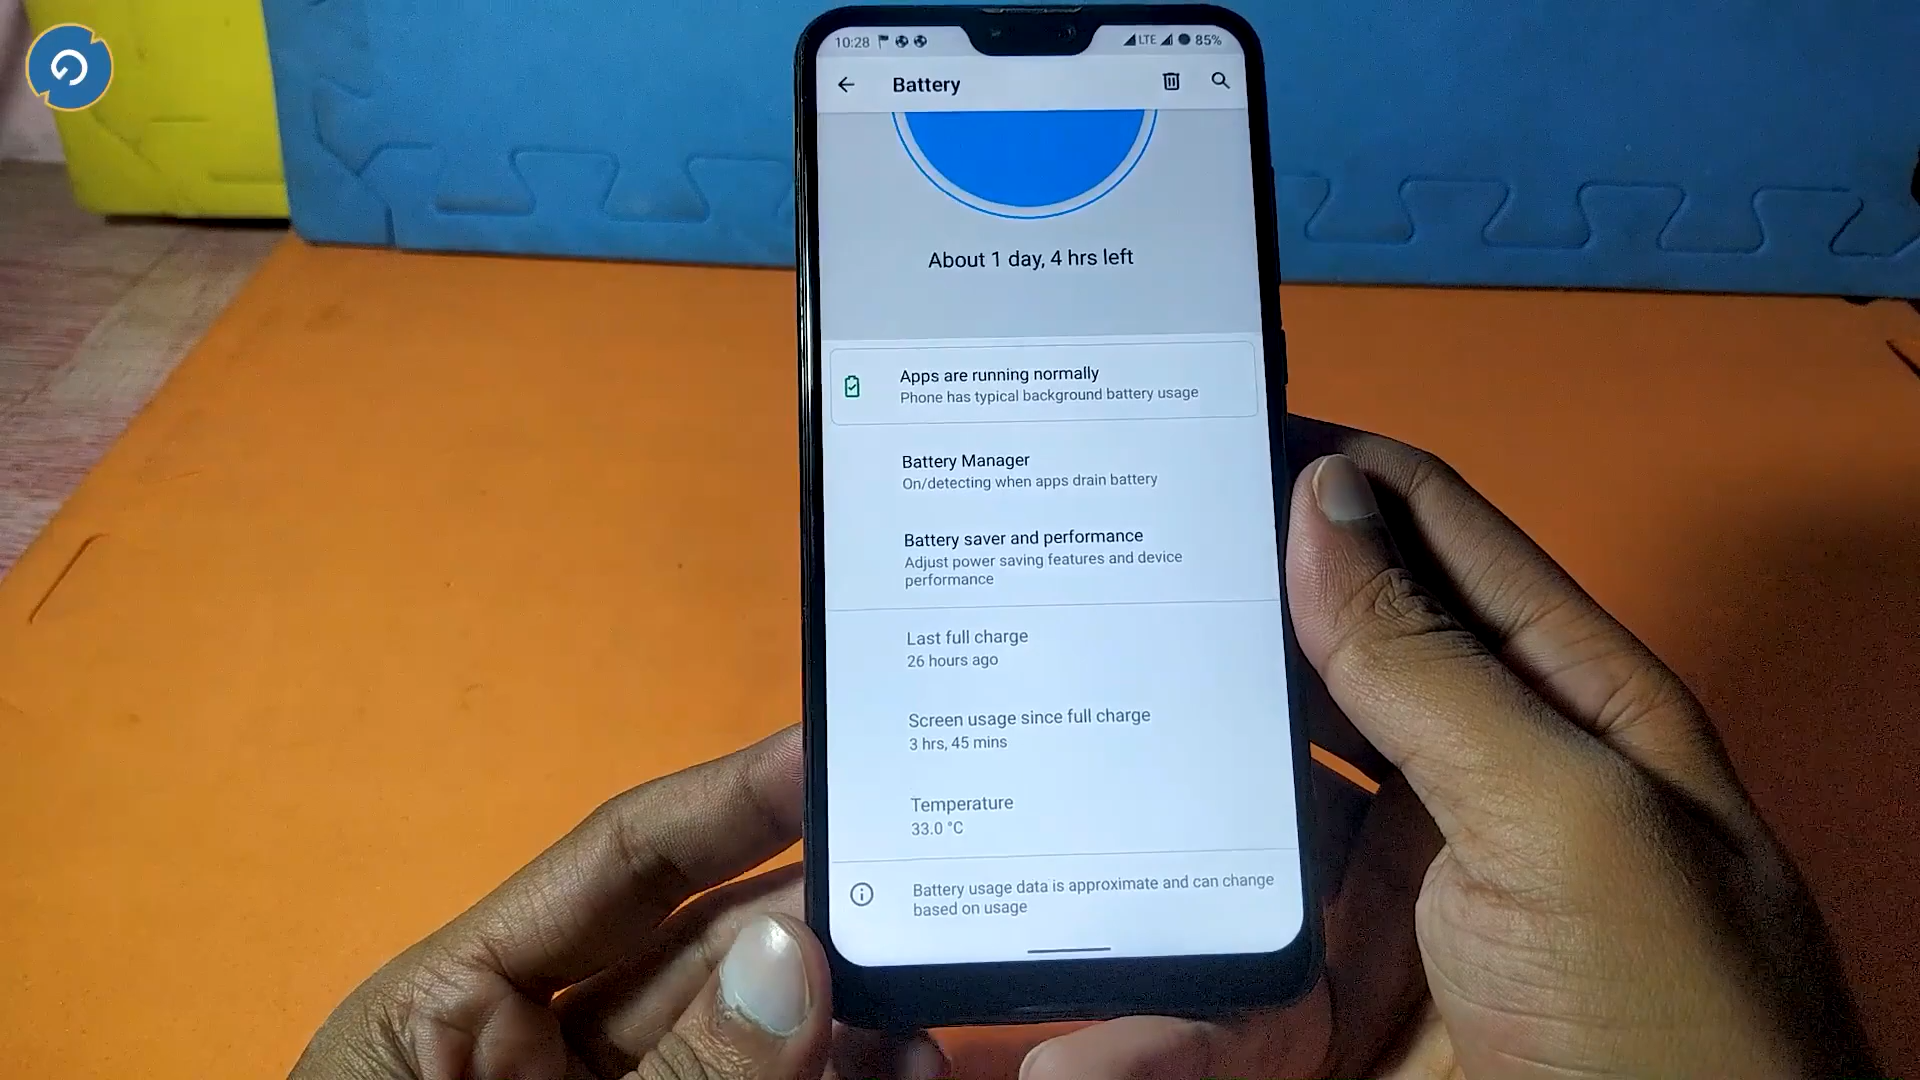 10:28 LTE 85%
Battery
About 1 day, 4 hrs left
Apps are running normally
Phone has typical background battery usage
Battery Manager
On/detecting when apps drain battery
Battery saver and performance
Adjust power saving features and device
performance
Last full charge
26 hours ago
Screen usage since full charge
3 hrs, 45 mins
Temperature
33.0 °C
Battery usage data is approximate and can change
based on usage